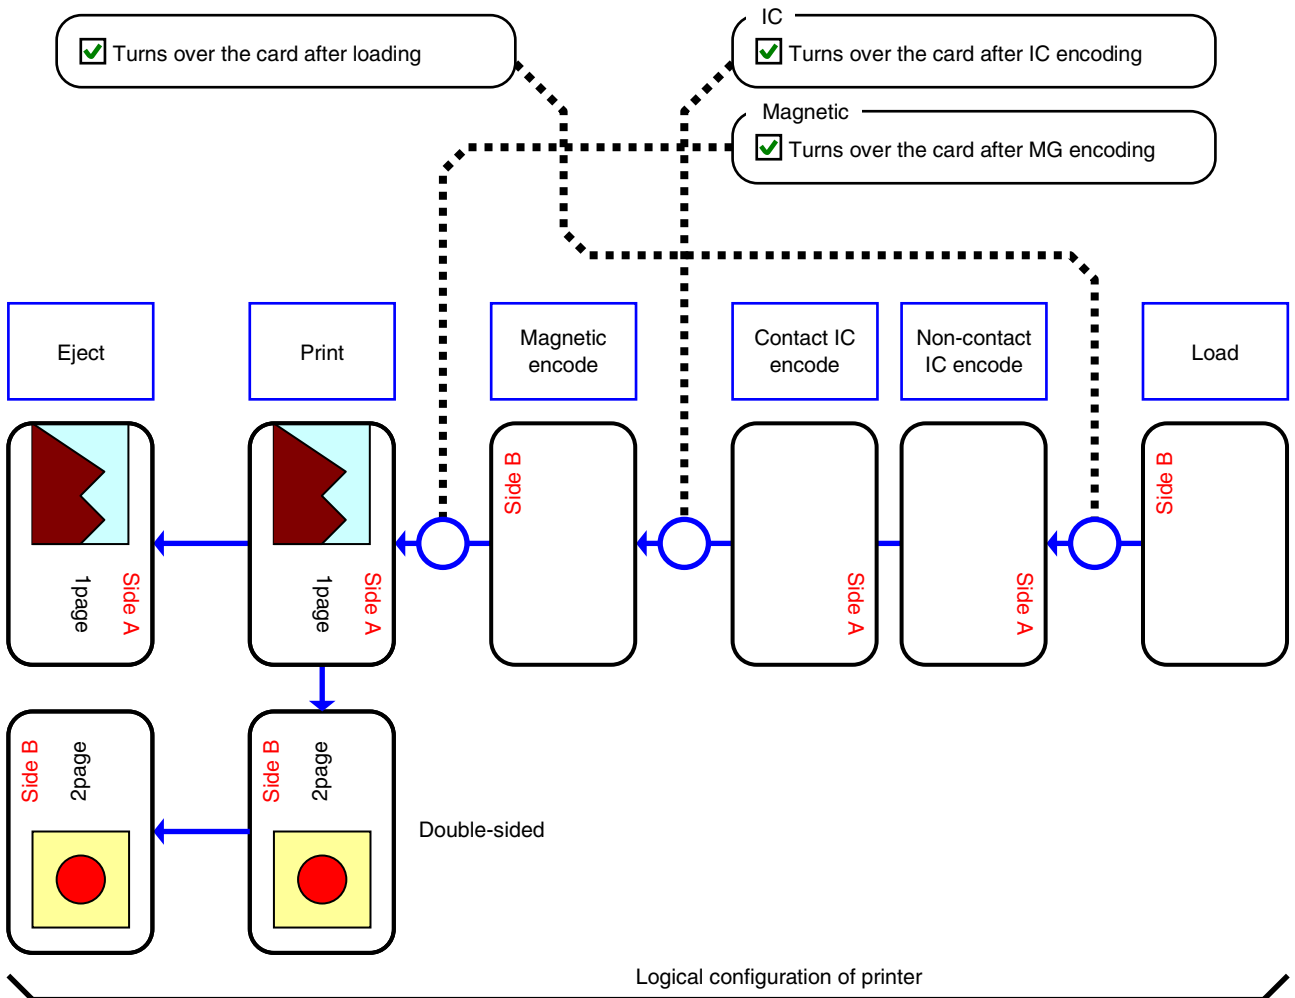 Turns over the card after loading
IC
Turns over the card after IC encoding
Magnetic
Turns over the card after MG encoding
Eject
Print
Magnetic
encode
Contact IC
encode
Non-contact
IC encode
Load
Side A
1page
Side A
1page
Side B
Side A
Side A
Side B
Side B
2page
Side B
2page
Double-sided
Logical configuration of printer